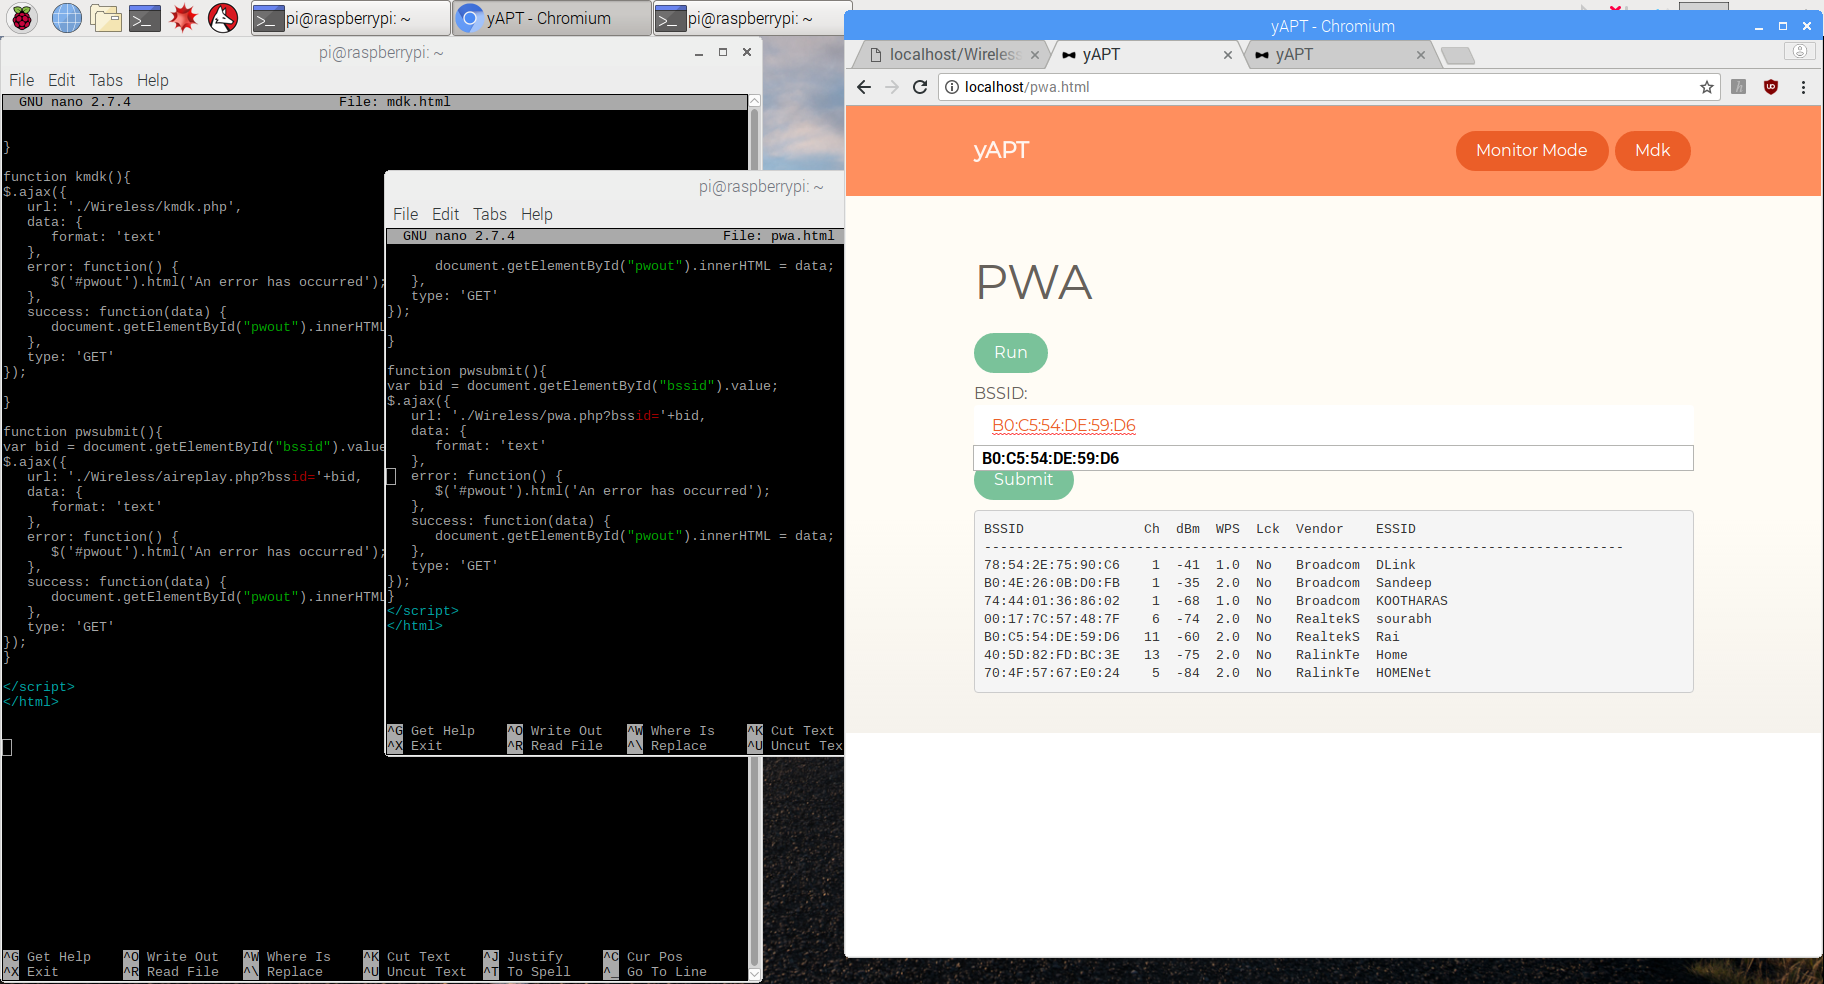 pi@raspberrypi: ~
yAPT - Chromium
pi@raspberrypi: ~
pi@raspberrypi: ~
File Edit Tabs Help
GNU nano 2.7.4 File: mdk.html
}
function kmdk(){
$.ajax({
url: './Wireless/kmdk.php',
data: {
format: 'text'
},
error: function() {
$('#pwout').html('An error has occurred');
},
success: function(data) {
document.getElementById("pwout").innerHTML
},
type: 'GET'
});
}
function pwsubmit(){
var bid = document.getElementById("bssid").value
$.ajax({
url: './Wireless/aireplay.php?bssid='+bid,
data: {
format: 'text'
},
error: function() {
$('#pwout').html('An error has occurred');
},
success: function(data) {
document.getElementById("pwout").innerHTML
},
type: 'GET'
});
}
</script>
</html>
^G Get Help ^O Write Out ^W Where Is ^K Cut Text ^J Justify ^C Cur Pos
^X Exit ^R Read File ^\ Replace ^U Uncut Text ^T To Spell ^_ Go To Line
pi@raspberrypi: ~
File Edit Tabs Help
GNU nano 2.7.4 File: pwa.html
document.getElementById("pwout").innerHTML = data;
},
type: 'GET'
});
}
function pwsubmit(){
var bid = document.getElementById("bssid").value;
$.ajax({
url: './Wireless/pwa.php?bssid='+bid,
data: {
format: 'text'
},
error: function() {
$('#pwout').html('An error has occurred');
},
success: function(data) {
document.getElementById("pwout").innerHTML = data;
},
type: 'GET'
});
}
</script>
</html>
^G Get Help ^O Write Out ^W Where Is ^K Cut Text
^X Exit ^R Read File ^\ Replace ^U Uncut Tex
yAPT - Chromium
localhost/Wireless
yAPT
yAPT
localhost/pwa.html
yAPT
Monitor Mode
Mdk
PWA
Run
BSSID:
B0:C5:54:DE:59:D6
B0:C5:54:DE:59:D6
Submit
BSSID Ch dBm WPS Lck Vendor ESSID
--------------------------------------------------------------------------------
78:54:2E:75:90:C6 1 -41 1.0 No Broadcom DLink
B0:4E:26:0B:D0:FB 1 -35 2.0 No Broadcom Sandeep
74:44:01:36:86:02 1 -68 1.0 No Broadcom KOOTHARAS
00:17:7C:57:48:7F 6 -74 2.0 No RealtekS sourabh
B0:C5:54:DE:59:D6 11 -60 2.0 No RealtekS Rai
40:5D:82:FD:BC:3E 13 -75 2.0 No RalinkTe Home
70:4F:57:67:E0:24 5 -84 2.0 No RalinkTe HOMENet